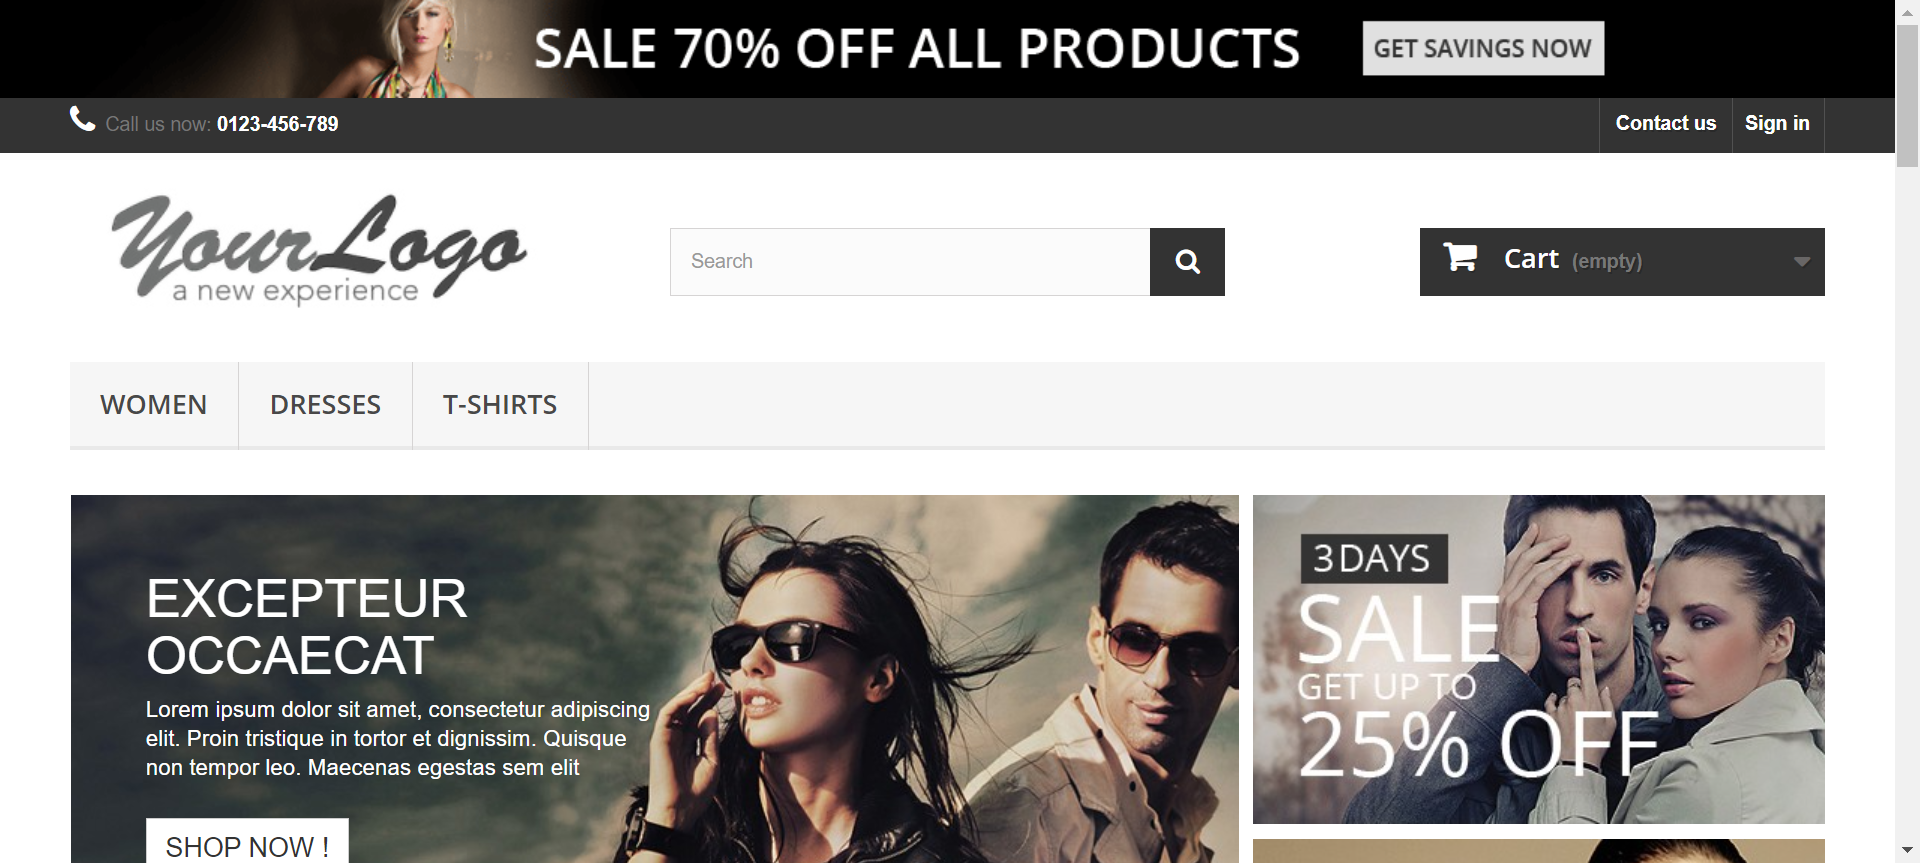 SALE 70% OFF ALL PRODUCTS
GET SAVINGS NOW
Call us now: 0123-456-789
Contact us
Sign in
YourLogo
a new experience
Search
Cart (empty)
WOMEN
DRESSES
T-SHIRTS
EXCEPTEUR
OCCAECAT
Lorem ipsum dolor sit amet, consectetur adipiscing
elit. Proin tristique in tortor et dignissim. Quisque
non tempor leo. Maecenas egestas sem elit
SHOP NOW !
3 DAYS
SALE
GET UP TO
25% OFF